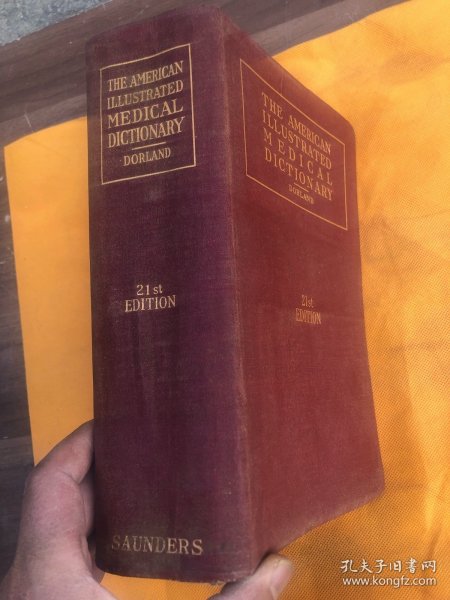 THE AMERICAN
ILLUSTRATED
MEDICAL
DICTIONARY
DORLAND
21st
EDITION
SAUNDERS
THE AMERICAN
ILLUSTRATED
MEDICAL
DICTIONARY
DORLAND
21st
EDITION
孔夫子旧书网
www.kongfz.com